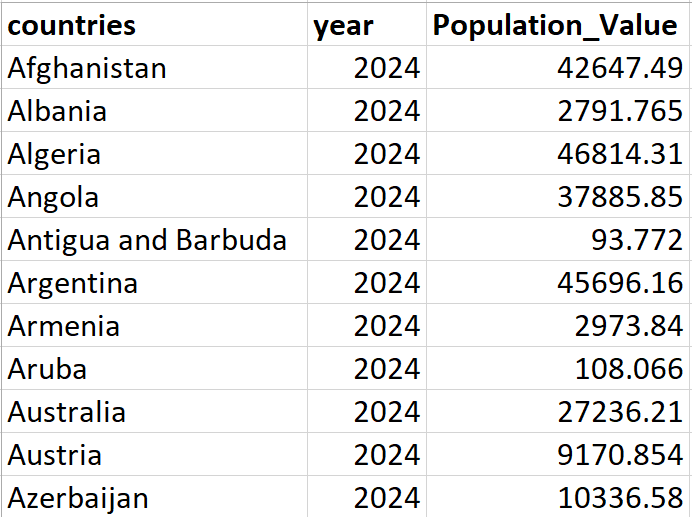 countries year Population_Value
Afghanistan 2024 42647.49
Albania 2024 2791.765
Algeria 2024 46814.31
Angola 2024 37885.85
Antigua and Barbuda 2024 93.772
Argentina 2024 45696.16
Armenia 2024 2973.84
Aruba 2024 108.066
Australia 2024 27236.21
Austria 2024 9170.854
Azerbaijan 2024 10336.58